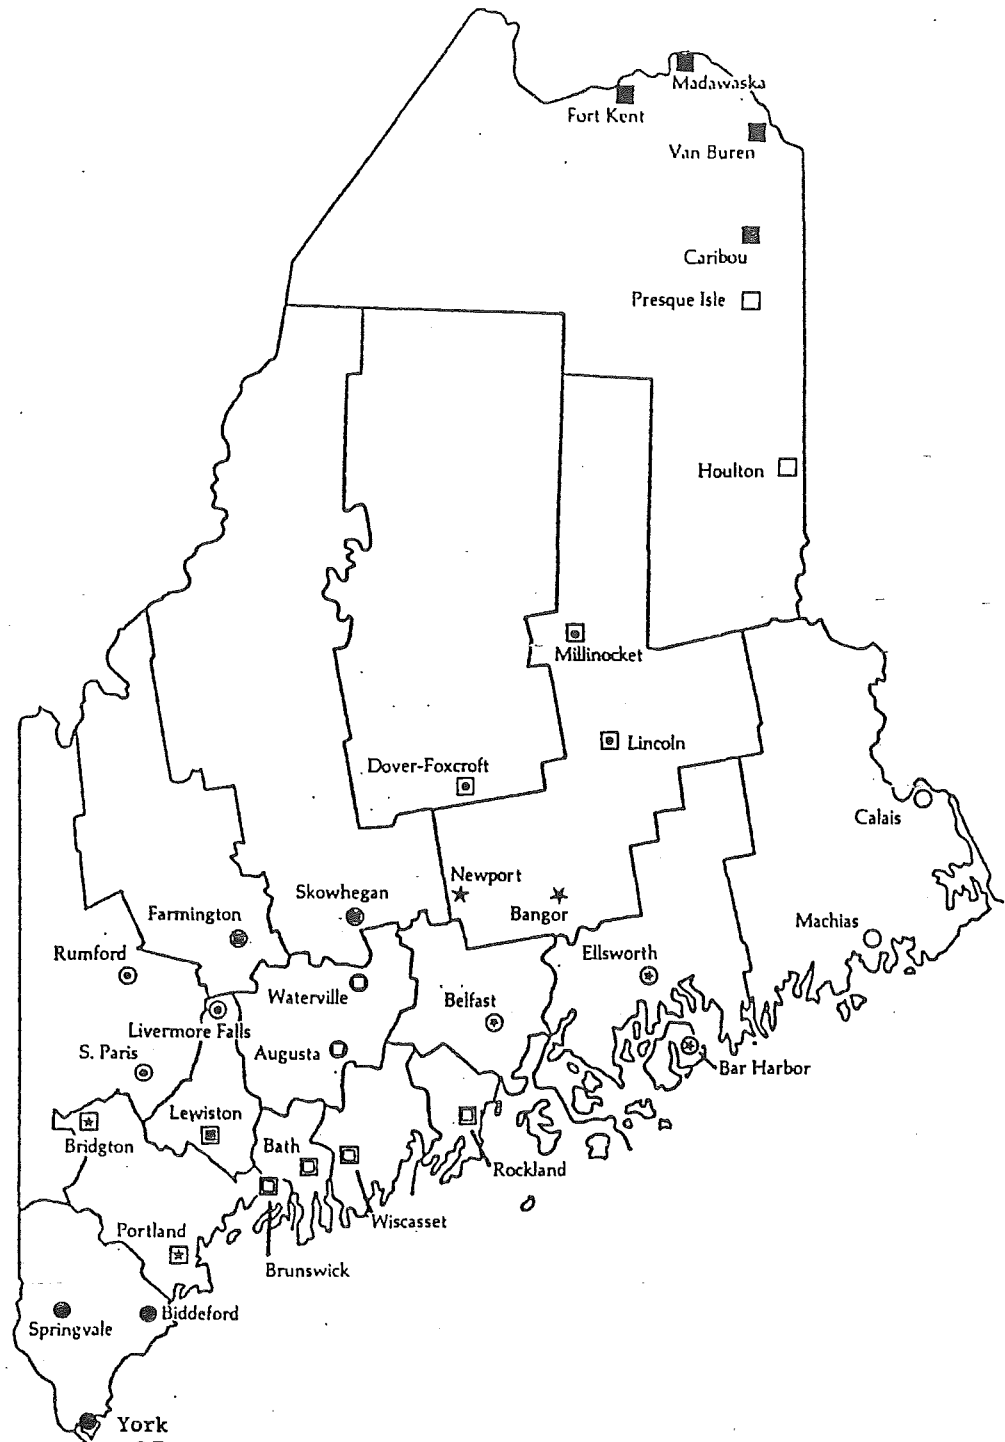 Madawaska
Fort Kent
Van Buren
Caribou
Presque Isle
Houlton
Millinocket
Lincoln
Dover-Foxcroft
Calais
Newport
Skowhegan
Bangor
Farmington
Machias
Rumford
Ellsworth
Waterville
Belfast
Livermore Falls
S. Paris
Augusta
Bar Harbor
Lewiston
Bridgton
Bath
Rockland
Wiscasset
Portland
Brunswick
Biddeford
Springvale
York